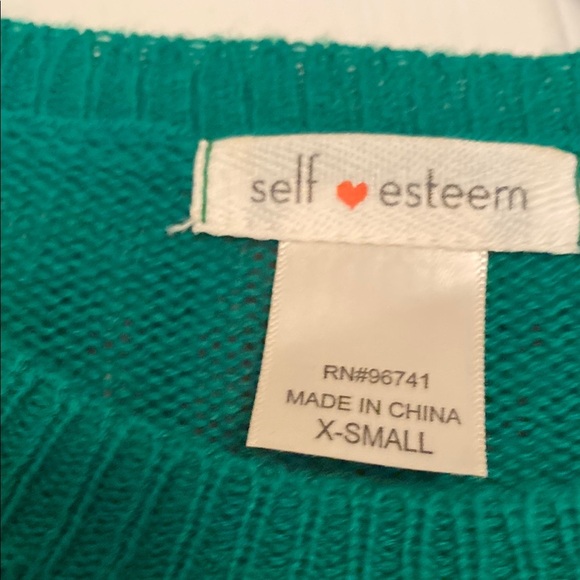 self ♥ esteem
RN#96741
MADE IN CHINA
X-SMALL